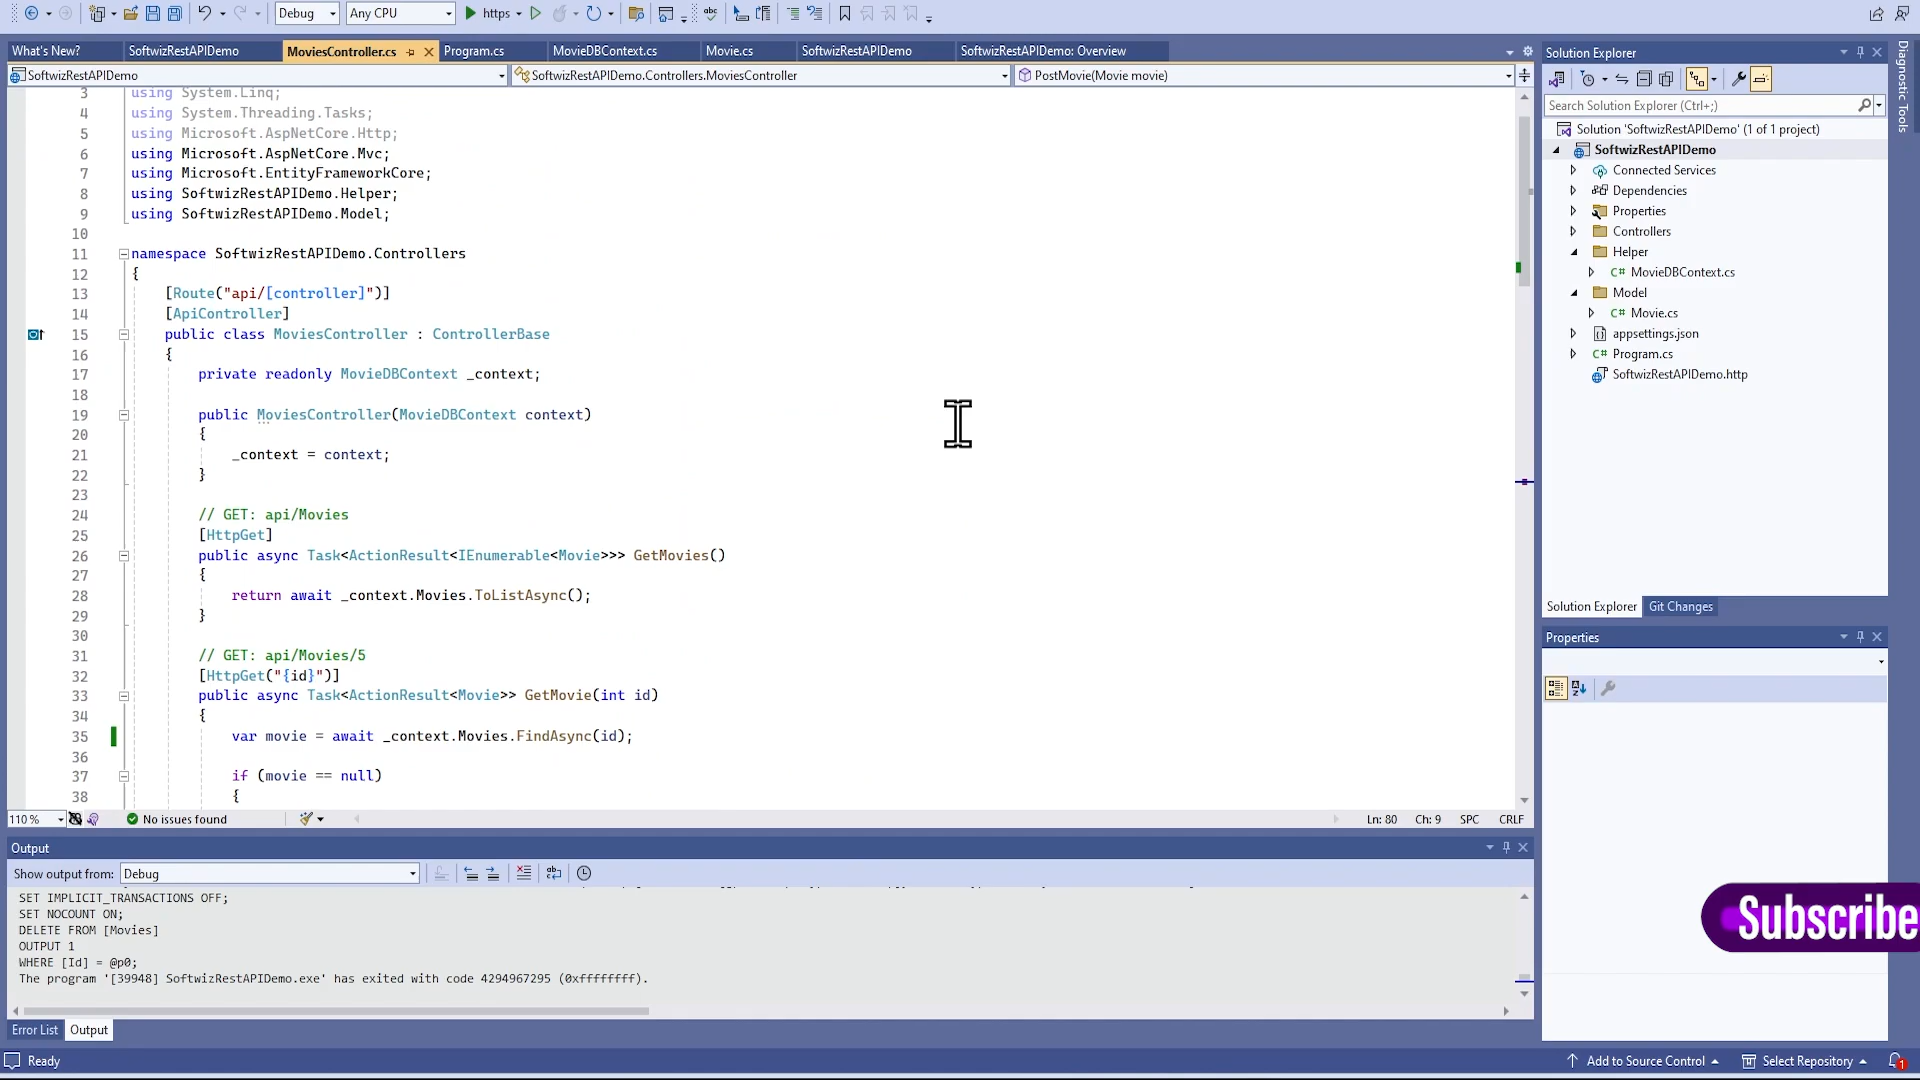 Debug
Any CPU
https
What's New?
SoftwizRestAPIDemo
MoviesController.cs
Program.cs
MovieDBContext.cs
Movie.cs
SoftwizRestAPIDemo
SoftwizRestAPIDemo: Overview
SoftwizRestAPIDemo
SoftwizRestAPIDemo.Controllers.MoviesController
PostMovie(Movie movie)
3 using System.Linq;
4 using System.Threading.Tasks;
5 using Microsoft.AspNetCore.Http;
6 using Microsoft.AspNetCore.Mvc;
7 using Microsoft.EntityFrameworkCore;
8 using SoftwizRestAPIDemo.Helper;
9 using SoftwizRestAPIDemo.Model;
10
11 namespace SoftwizRestAPIDemo.Controllers
12 {
13 [Route("api/[controller]")]
14 [ApiController]
15 public class MoviesController : ControllerBase
16 {
17 private readonly MovieDBContext _context;
18
19 public MoviesController(MovieDBContext context)
20 {
21 _context = context;
22 }
23
24 // GET: api/Movies
25 [HttpGet]
26 public async Task<ActionResult<IEnumerable<Movie>>> GetMovies()
27 {
28 return await _context.Movies.ToListAsync();
29 }
30
31 // GET: api/Movies/5
32 [HttpGet("{id}")]
33 public async Task<ActionResult<Movie>> GetMovie(int id)
34 {
35 var movie = await _context.Movies.FindAsync(id);
36
37 if (movie == null)
38 {
110 %
No issues found
Ln: 80
Ch: 9
SPC
CRLF
Output
Show output from:
Debug
SET IMPLICIT_TRANSACTIONS OFF;
SET NOCOUNT ON;
DELETE FROM [Movies]
OUTPUT 1
WHERE [Id] = @p0;
The program '[39948] SoftwizRestAPIDemo.exe' has exited with code 4294967295 (0xffffffff).
Error List
Output
Ready
Solution Explorer
Search Solution Explorer (Ctrl+;)
Solution 'SoftwizRestAPIDemo' (1 of 1 project)
SoftwizRestAPIDemo
Connected Services
Dependencies
Properties
Controllers
Helper
C# MovieDBContext.cs
Model
C# Movie.cs
appsettings.json
C# Program.cs
SoftwizRestAPIDemo.http
Solution Explorer
Git Changes
Properties
Subscribe
Add to Source Control
Select Repository
1
Diagnostic Tools